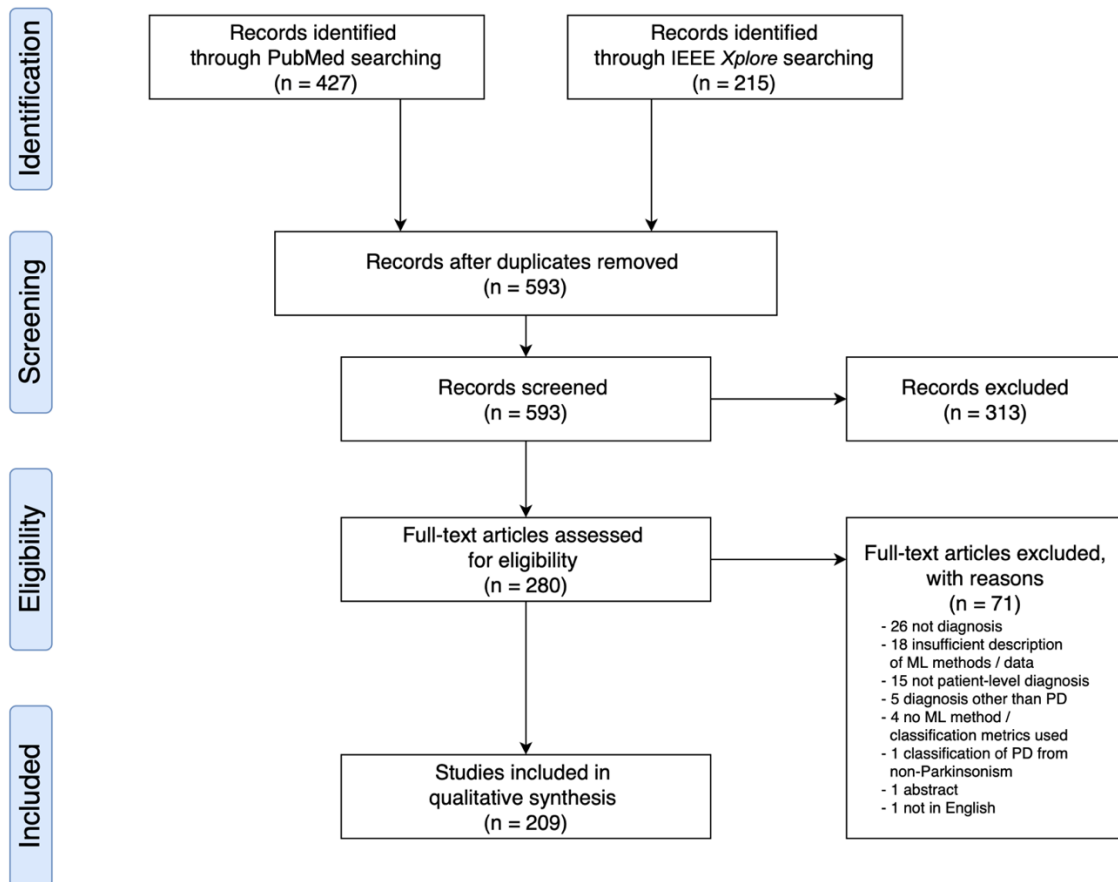 Identification
Records identified
through PubMed searching
(n = 427)
Records identified
through IEEE Xplore searching
(n = 215)
Screening
Records after duplicates removed
(n = 593)
Records screened
(n = 593)
Records excluded
(n = 313)
Eligibility
Full-text articles assessed
for eligibility
(n = 280)
Full-text articles excluded,
with reasons
(n = 71)
- 26 not diagnosis
- 18 insufficient description
of ML methods / data
- 15 not patient-level diagnosis
- 5 diagnosis other than PD
- 4 no ML method /
classification metrics used
- 1 classification of PD from
non-Parkinsonism
- 1 abstract
- 1 not in English
Included
Studies included in
qualitative synthesis
(n = 209)